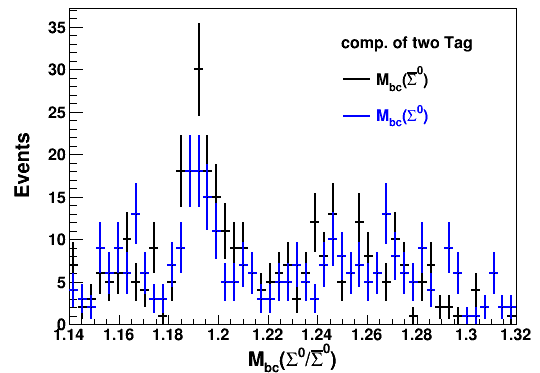 35
30
25
20
15
10
5
0
Events
comp. of two Tag
M_bc(Σ̅⁰)
M_bc(Σ⁰)
1.14 1.16 1.18 1.2 1.22 1.24 1.26 1.28 1.3 1.32
M_bc(Σ⁰/Σ̅⁰)